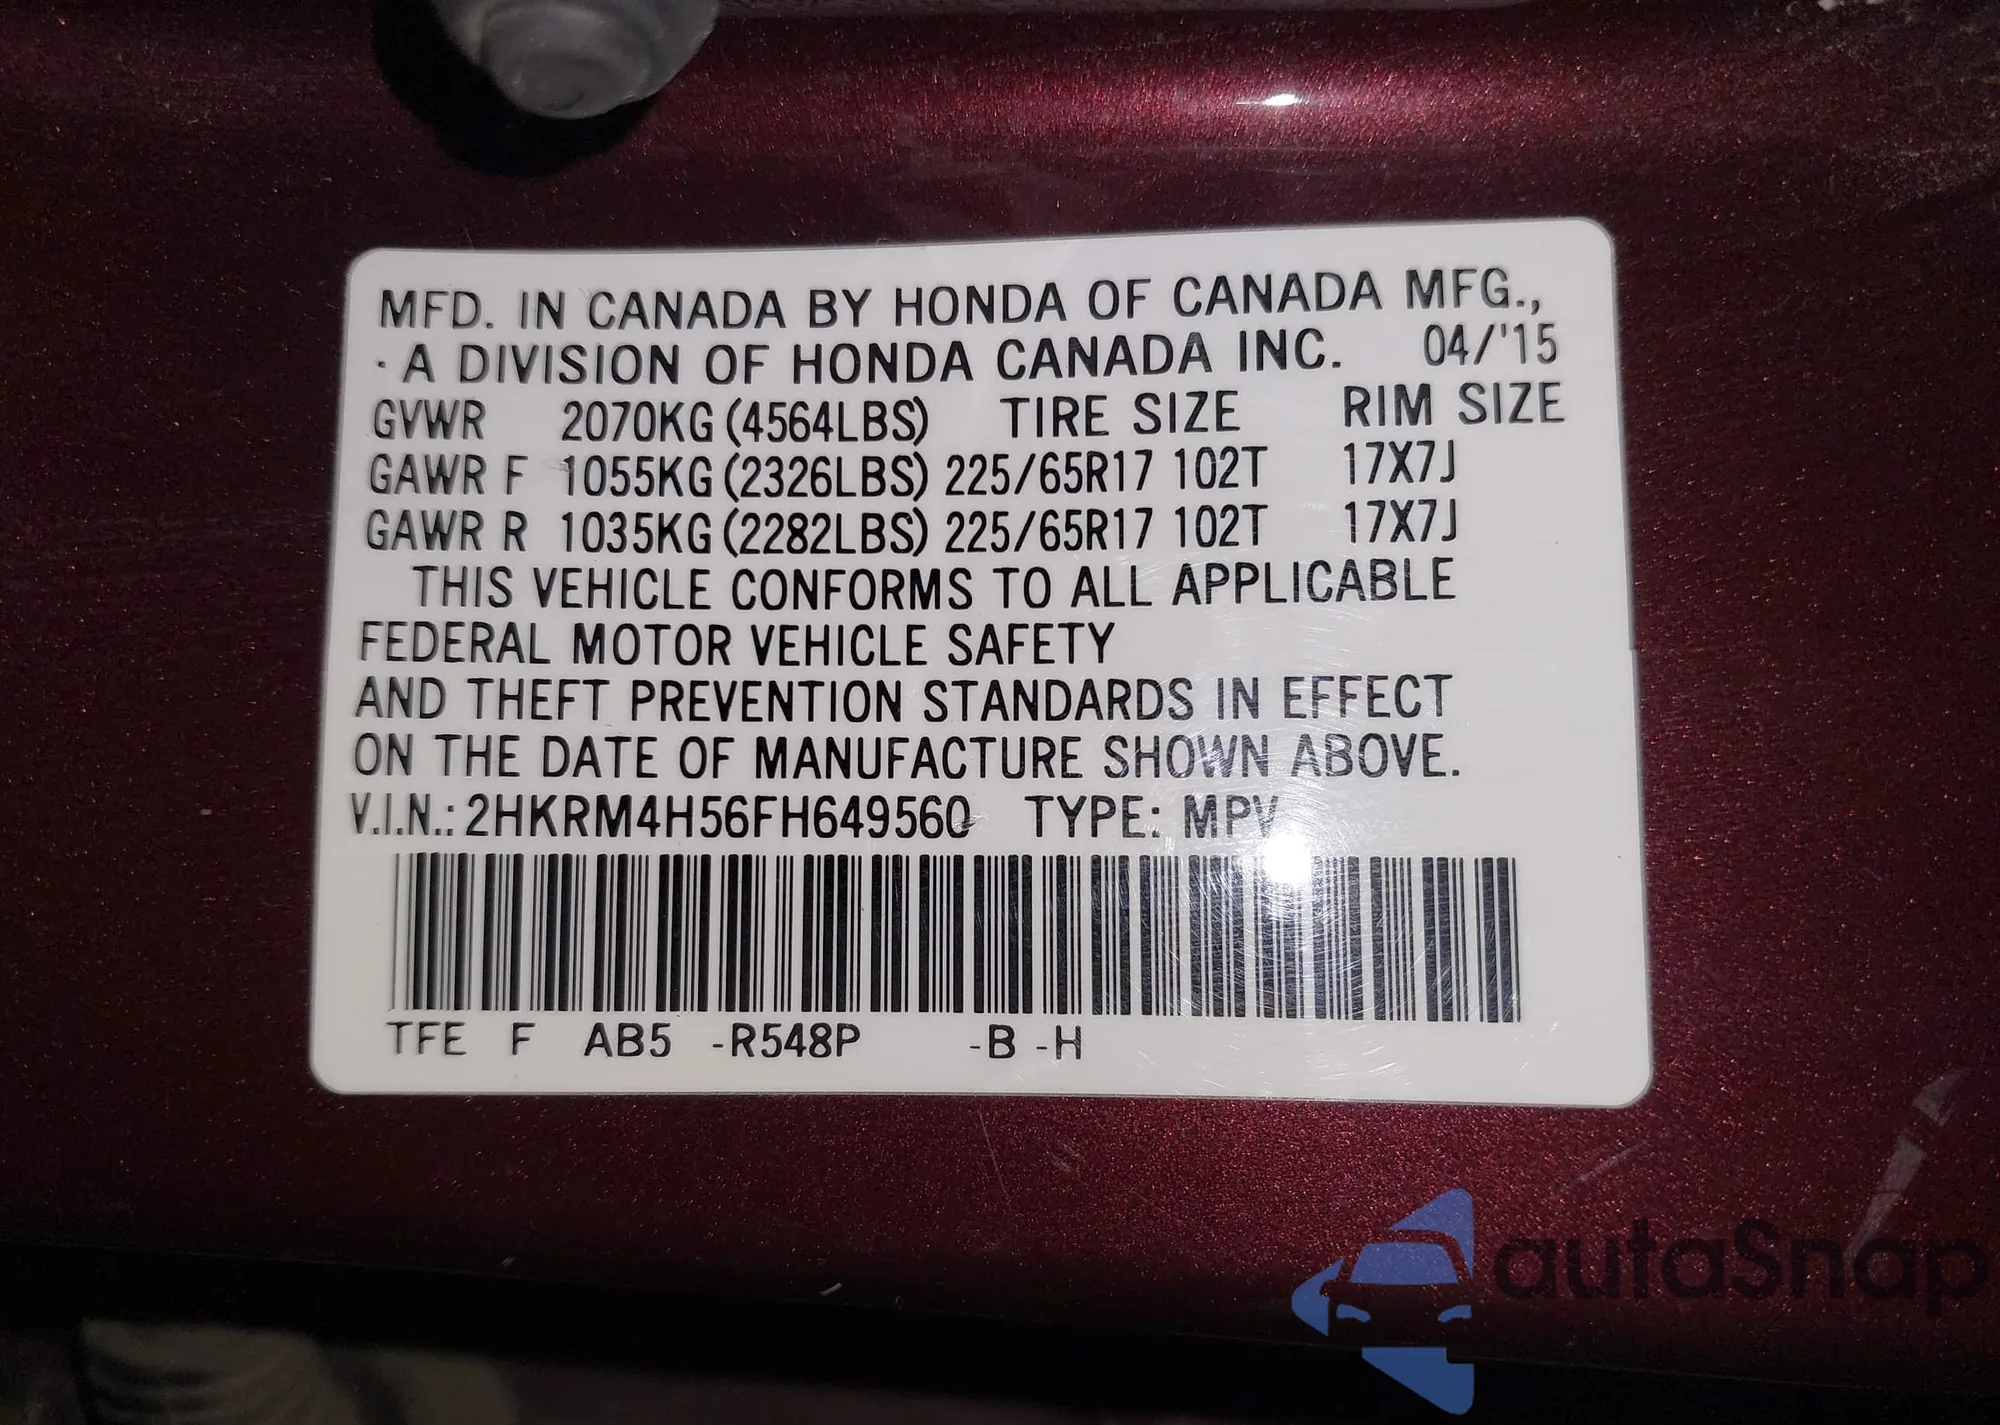 MFD. IN CANADA BY HONDA OF CANADA MFG.,
· A DIVISION OF HONDA CANADA INC. 04/'15
GVWR 2070KG (4564LBS) TIRE SIZE RIM SIZE
GAWR F 1055KG (2326LBS) 225/65R17 102T 17X7J
GAWR R 1035KG (2282LBS) 225/65R17 102T 17X7J
THIS VEHICLE CONFORMS TO ALL APPLICABLE
FEDERAL MOTOR VEHICLE SAFETY
AND THEFT PREVENTION STANDARDS IN EFFECT
ON THE DATE OF MANUFACTURE SHOWN ABOVE.
V.I.N.: 2HKRM4H56FH649560 TYPE: MPV
TFE F AB5 -R548P -B -H
autaSnap